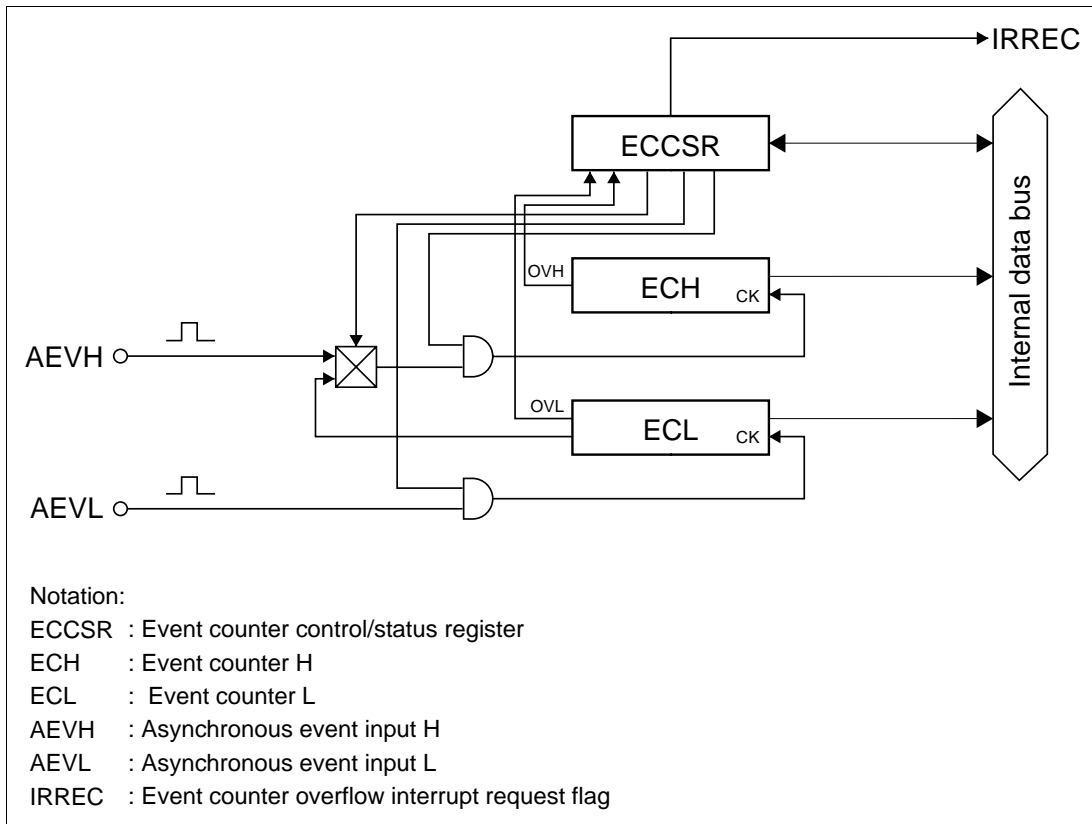 IRREC
ECCSR
Internal data bus
OVH
ECH
CK
AEVH
OVL
ECL
CK
AEVL
Notation:
ECCSR : Event counter control/status register
ECH : Event counter H
ECL : Event counter L
AEVH : Asynchronous event input H
AEVL : Asynchronous event input L
IRREC : Event counter overflow interrupt request flag